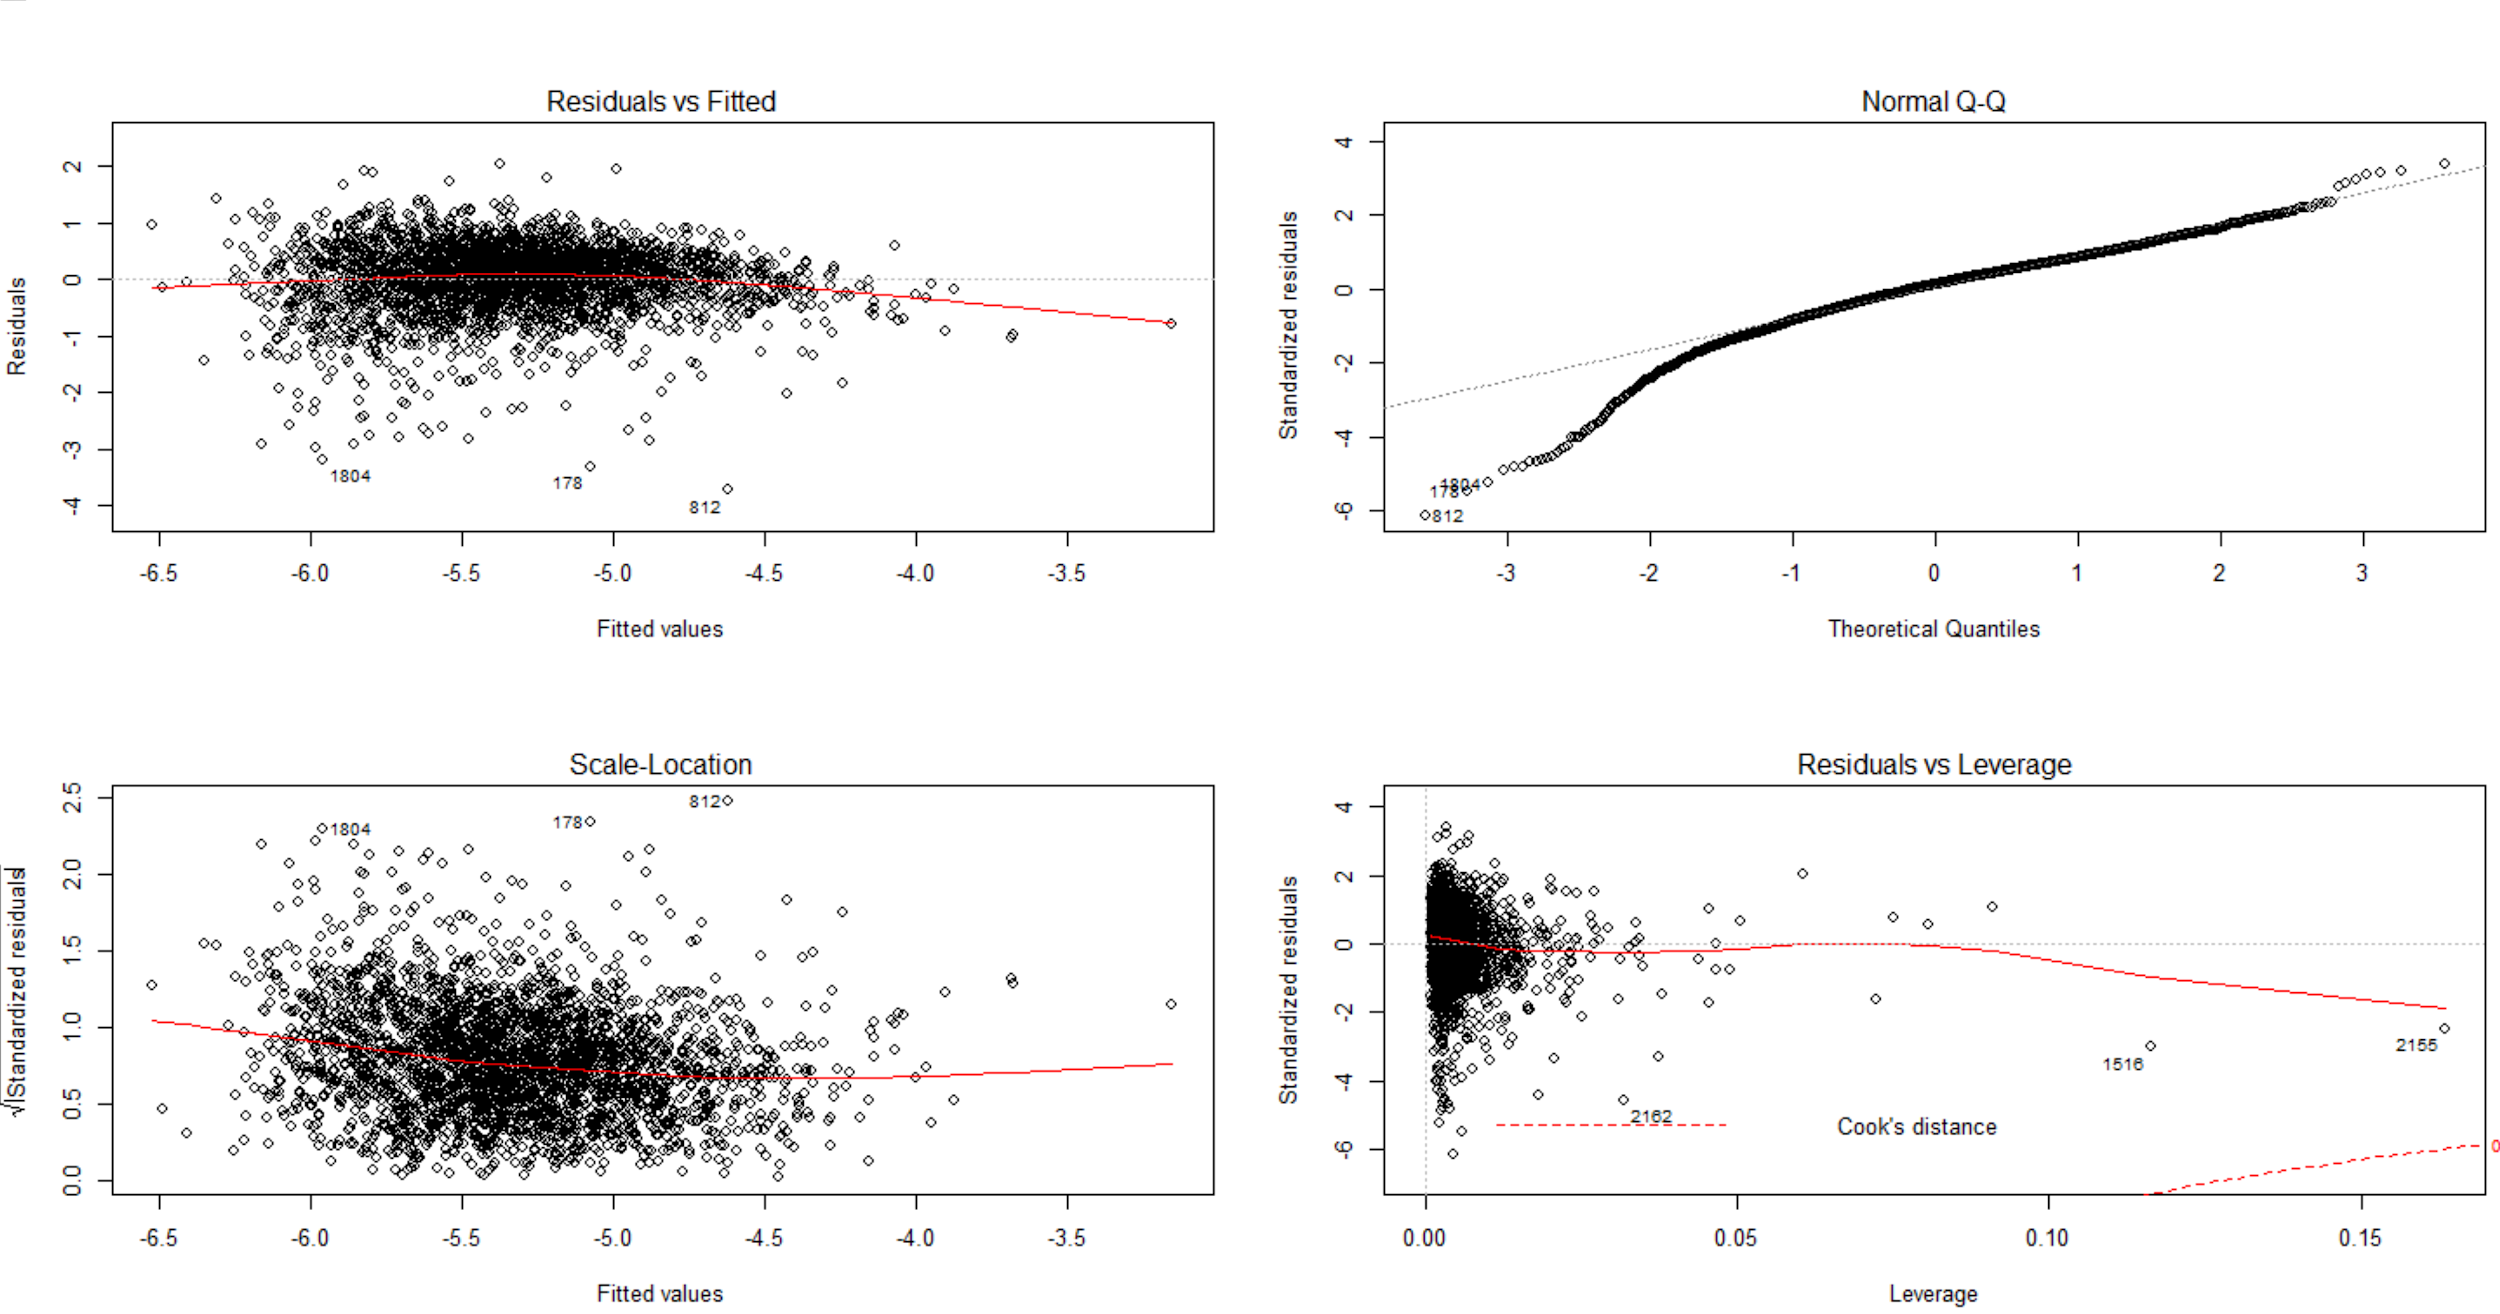 Residuals vs Fitted
Residuals
2
1
0
-1
-2
-3
-4
1804
178
812
-6.5 -6.0 -5.5 -5.0 -4.5 -4.0 -3.5
Fitted values
Normal Q-Q
Standardized residuals
4
2
0
-2
-4
-6
1804
178
812
-3 -2 -1 0 1 2 3
Theoretical Quantiles
Scale-Location
√|Standardized residuals|
2.5
2.0
1.5
1.0
0.5
0.0
812
178
1804
-6.5 -6.0 -5.5 -5.0 -4.5 -4.0 -3.5
Fitted values
Residuals vs Leverage
Standardized residuals
4
2
0
-2
-4
-6
2155
1516
2162
Cook's distance
0.00 0.05 0.10 0.15
Leverage